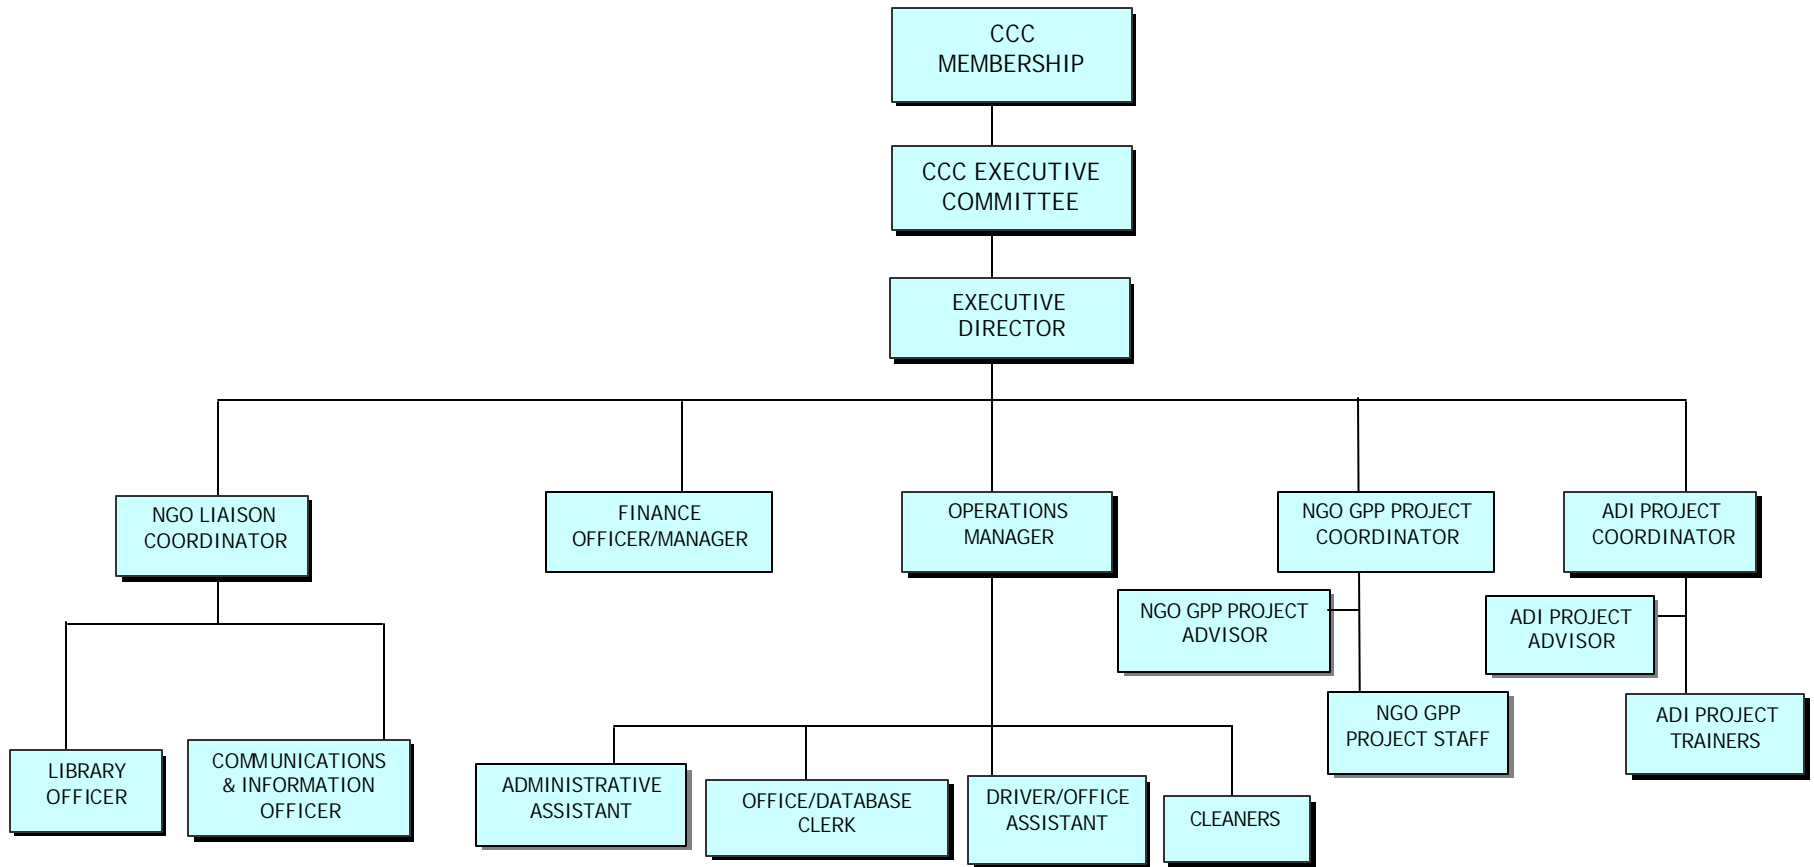 CCC
MEMBERSHIP
CCC EXECUTIVE
COMMITTEE
EXECUTIVE
DIRECTOR
NGO LIAISON
COORDINATOR
FINANCE
OFFICER/MANAGER
OPERATIONS
MANAGER
NGO GPP PROJECT
COORDINATOR
ADI PROJECT
COORDINATOR
NGO GPP PROJECT
ADVISOR
ADI PROJECT
ADVISOR
NGO GPP
PROJECT STAFF
ADI PROJECT
TRAINERS
LIBRARY
OFFICER
COMMUNICATIONS
& INFORMATION
OFFICER
ADMINISTRATIVE
ASSISTANT
OFFICE/DATABASE
CLERK
DRIVER/OFFICE
ASSISTANT
CLEANERS